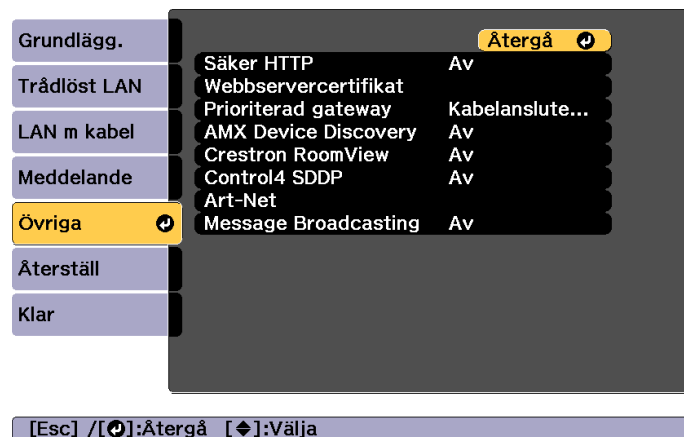 Grundlägg.
Trådlöst LAN
LAN m kabel
Meddelande
Övriga
Återställ
Klar
Återgå
Säker HTTP Av
Webbservercertifikat
Prioriterad gateway Kabelanslute...
AMX Device Discovery Av
Crestron RoomView Av
Control4 SDDP Av
Art-Net
Message Broadcasting Av
[Esc] /[⏎]:Återgå [◆]:Välja